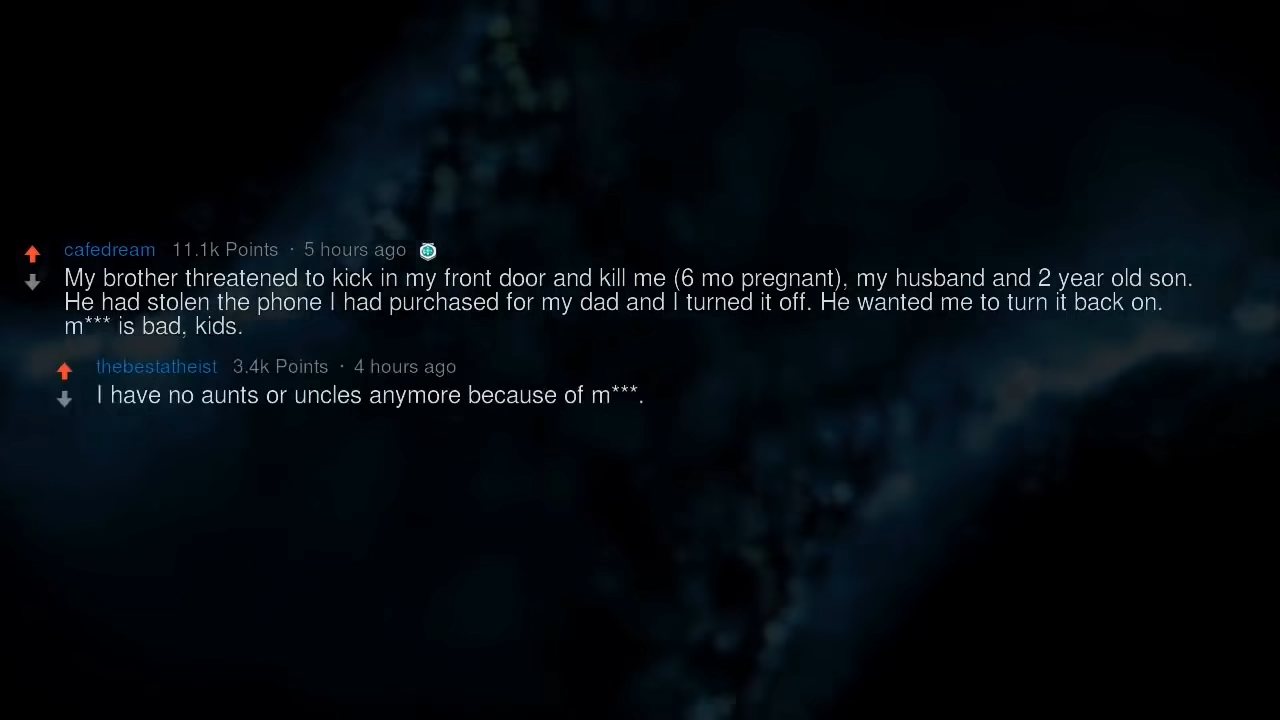 cafedream 11.1k Points · 5 hours ago
My brother threatened to kick in my front door and kill me (6 mo pregnant), my husband and 2 year old son.
He had stolen the phone I had purchased for my dad and I turned it off. He wanted me to turn it back on.
m*** is bad, kids.
thebestatheist 3.4k Points · 4 hours ago
I have no aunts or uncles anymore because of m***.